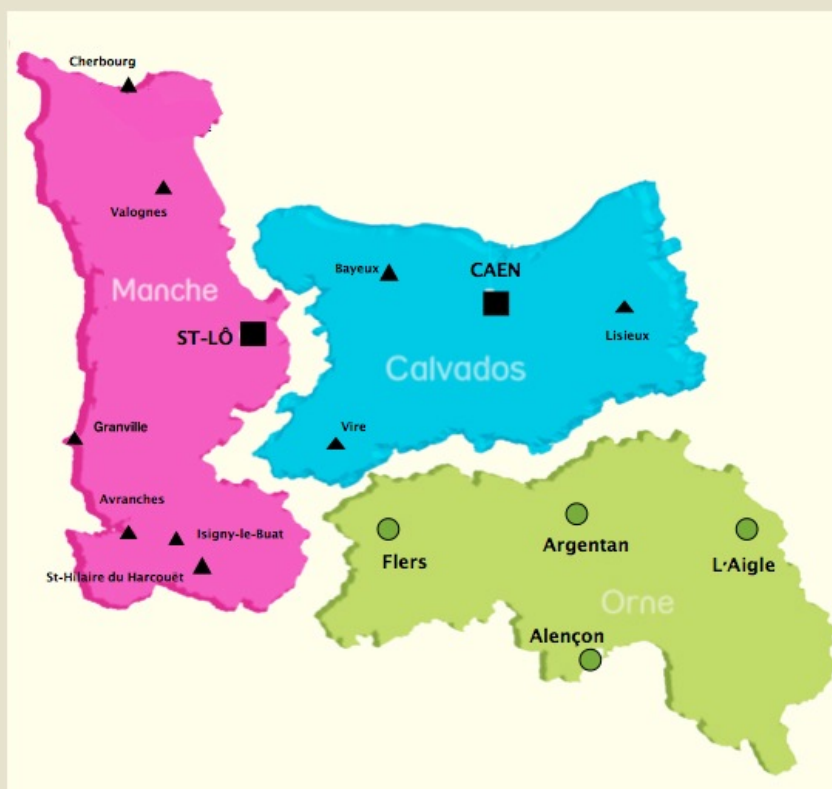 Cherbourg
Valognes
Manche
ST-LÔ
Granville
Avranches
Isigny-le-Buat
St-Hilaire du Harcouët
Bayeux
CAEN
Lisieux
Calvados
Vire
Flers
Argentan
L'Aigle
Orne
Alençon